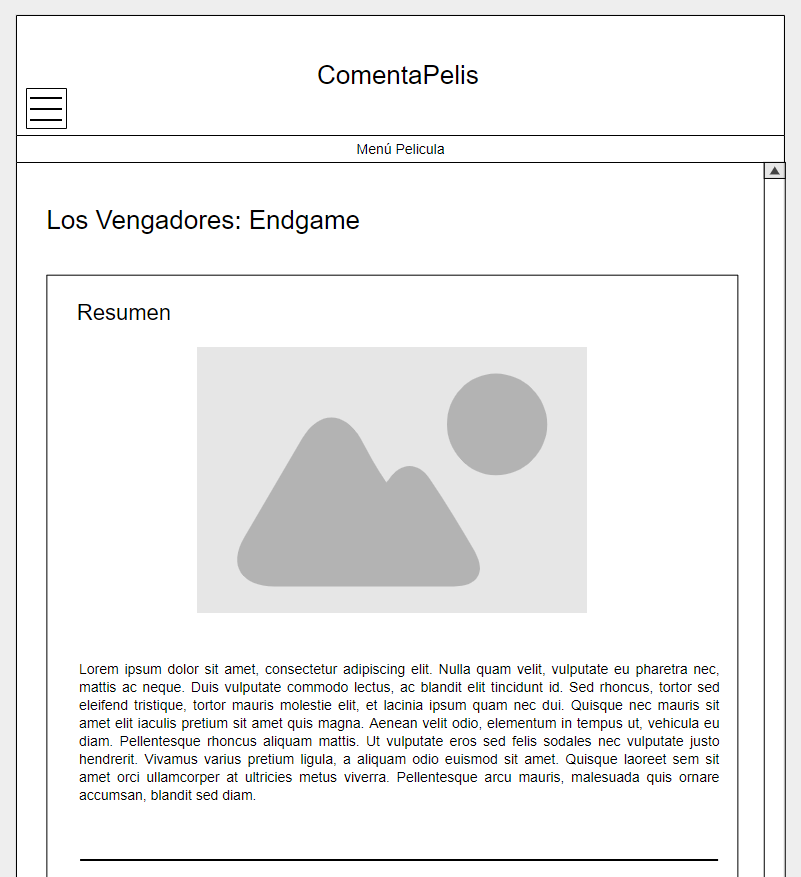 ComentaPelis
Menú Pelicula
Los Vengadores: Endgame
Resumen
Lorem ipsum dolor sit amet, consectetur adipiscing elit. Nulla quam velit, vulputate eu pharetra nec,
mattis ac neque. Duis vulputate commodo lectus, ac blandit elit tincidunt id. Sed rhoncus, tortor sed
eleifend tristique, tortor mauris molestie elit, et lacinia ipsum quam nec dui. Quisque nec mauris sit
amet elit iaculis pretium sit amet quis magna. Aenean velit odio, elementum in tempus ut, vehicula eu
diam. Pellentesque rhoncus aliquam mattis. Ut vulputate eros sed felis sodales nec vulputate justo
hendrerit. Vivamus varius pretium ligula, a aliquam odio euismod sit amet. Quisque laoreet sem sit
amet orci ullamcorper at ultricies metus viverra. Pellentesque arcu mauris, malesuada quis ornare
accumsan, blandit sed diam.